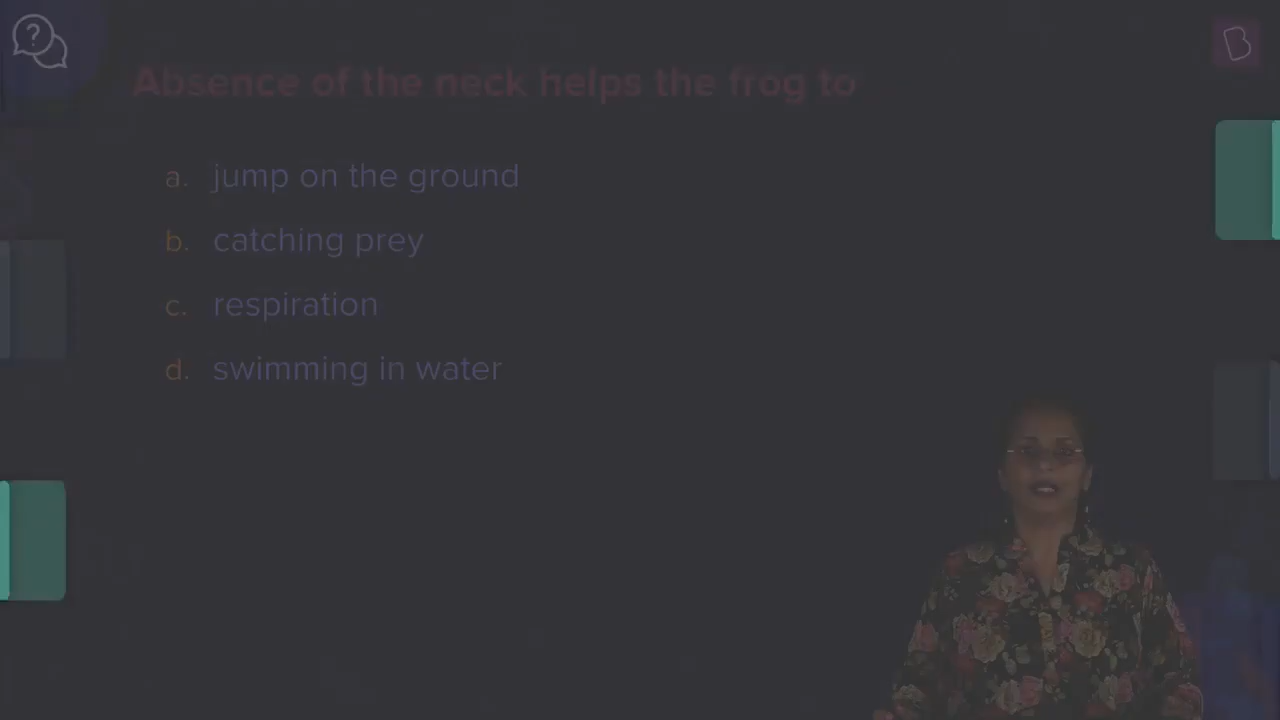 Absence of the neck helps the frog to
a. jump on the ground
b. catching prey
c. respiration
d. swimming in water